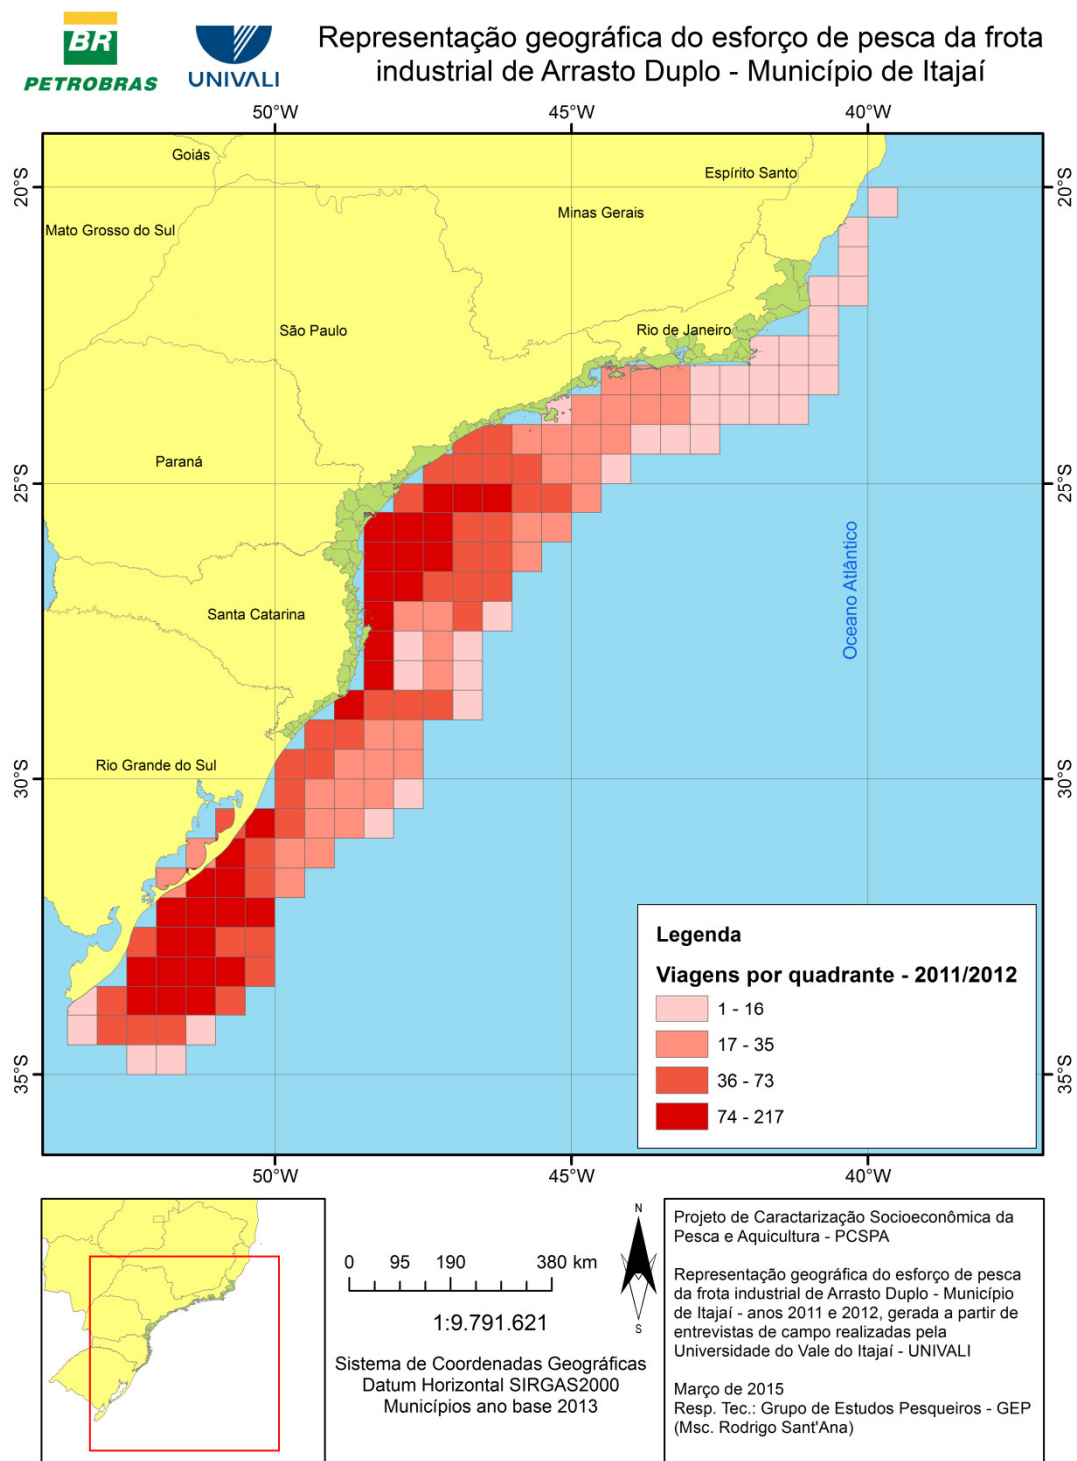 BR
PETROBRAS
UNIVALI
Representação geográfica do esforço de pesca da frota
industrial de Arrasto Duplo - Município de Itajaí
50°W 45°W 40°W
20°S 20°S
25°S 25°S
30°S 30°S
35°S 35°S
Goiás
Espírito Santo
Minas Gerais
Mato Grosso do Sul
São Paulo
Rio de Janeiro
Paraná
Santa Catarina
Oceano Atlântico
Rio Grande do Sul
Legenda
Viagens por quadrante - 2011/2012
1 - 16
17 - 35
36 - 73
74 - 217
50°W 45°W 40°W
0 95 190 380 km
1:9.791.621
Sistema de Coordenadas Geográficas
Datum Horizontal SIRGAS2000
Municípios ano base 2013
N
S
Projeto de Caractarização Socioeconômica da
Pesca e Aquicultura - PCSPA
Representação geográfica do esforço de pesca
da frota industrial de Arrasto Duplo - Município
de Itajaí - anos 2011 e 2012, gerada a partir de
entrevistas de campo realizadas pela
Universidade do Vale do Itajaí - UNIVALI
Março de 2015
Resp. Tec.: Grupo de Estudos Pesqueiros - GEP
(Msc. Rodrigo Sant'Ana)